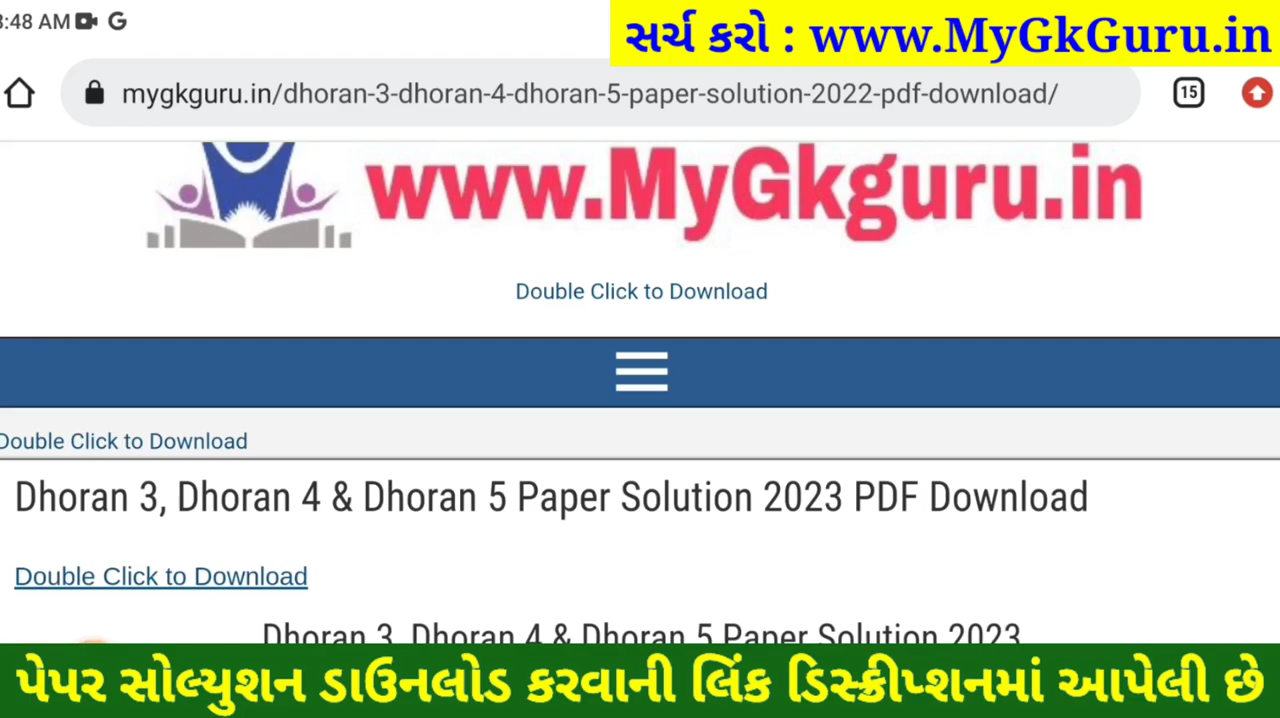 3:48 AM
સર્ચ કરો : www.MyGkGuru.in
mygkguru.in/dhoran-3-dhoran-4-dhoran-5-paper-solution-2022-pdf-download/
15
www.MyGkguru.in
Double Click to Download
Double Click to Download
Dhoran 3, Dhoran 4 & Dhoran 5 Paper Solution 2023 PDF Download
Double Click to Download
Dhoran 3, Dhoran 4 & Dhoran 5 Paper Solution 2023
પેપર સોલ્યુશન ડાઉનલોડ કરવાની લિંક ડિસ્ક્રીપ્શનમાં આપેલી છે